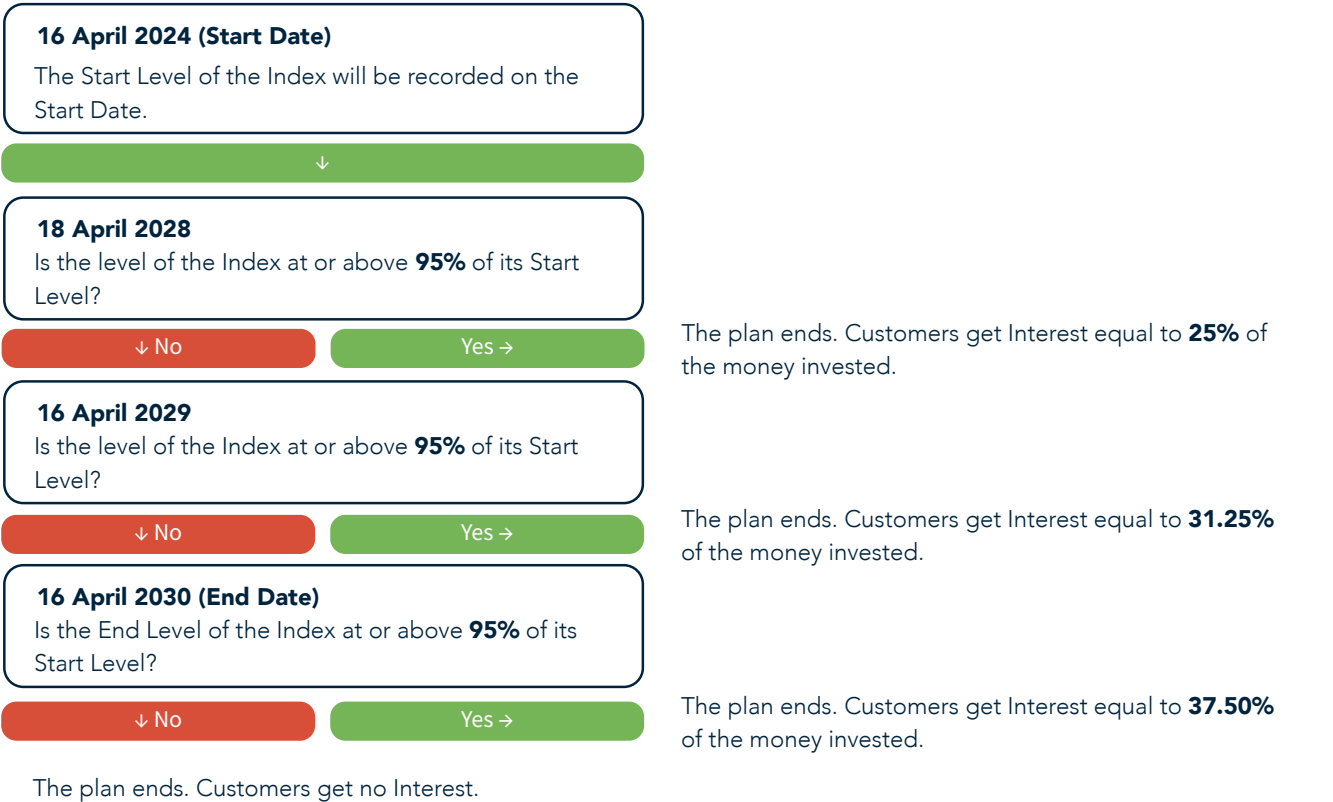 16 April 2024 (Start Date)
The Start Level of the Index will be recorded on the
Start Date.
↓
18 April 2028
Is the level of the Index at or above 95% of its Start
Level?
↓ No
Yes →
The plan ends. Customers get Interest equal to 25% of
the money invested.
16 April 2029
Is the level of the Index at or above 95% of its Start
Level?
↓ No
Yes →
The plan ends. Customers get Interest equal to 31.25%
of the money invested.
16 April 2030 (End Date)
Is the End Level of the Index at or above 95% of its
Start Level?
↓ No
Yes →
The plan ends. Customers get Interest equal to 37.50%
of the money invested.
The plan ends. Customers get no Interest.